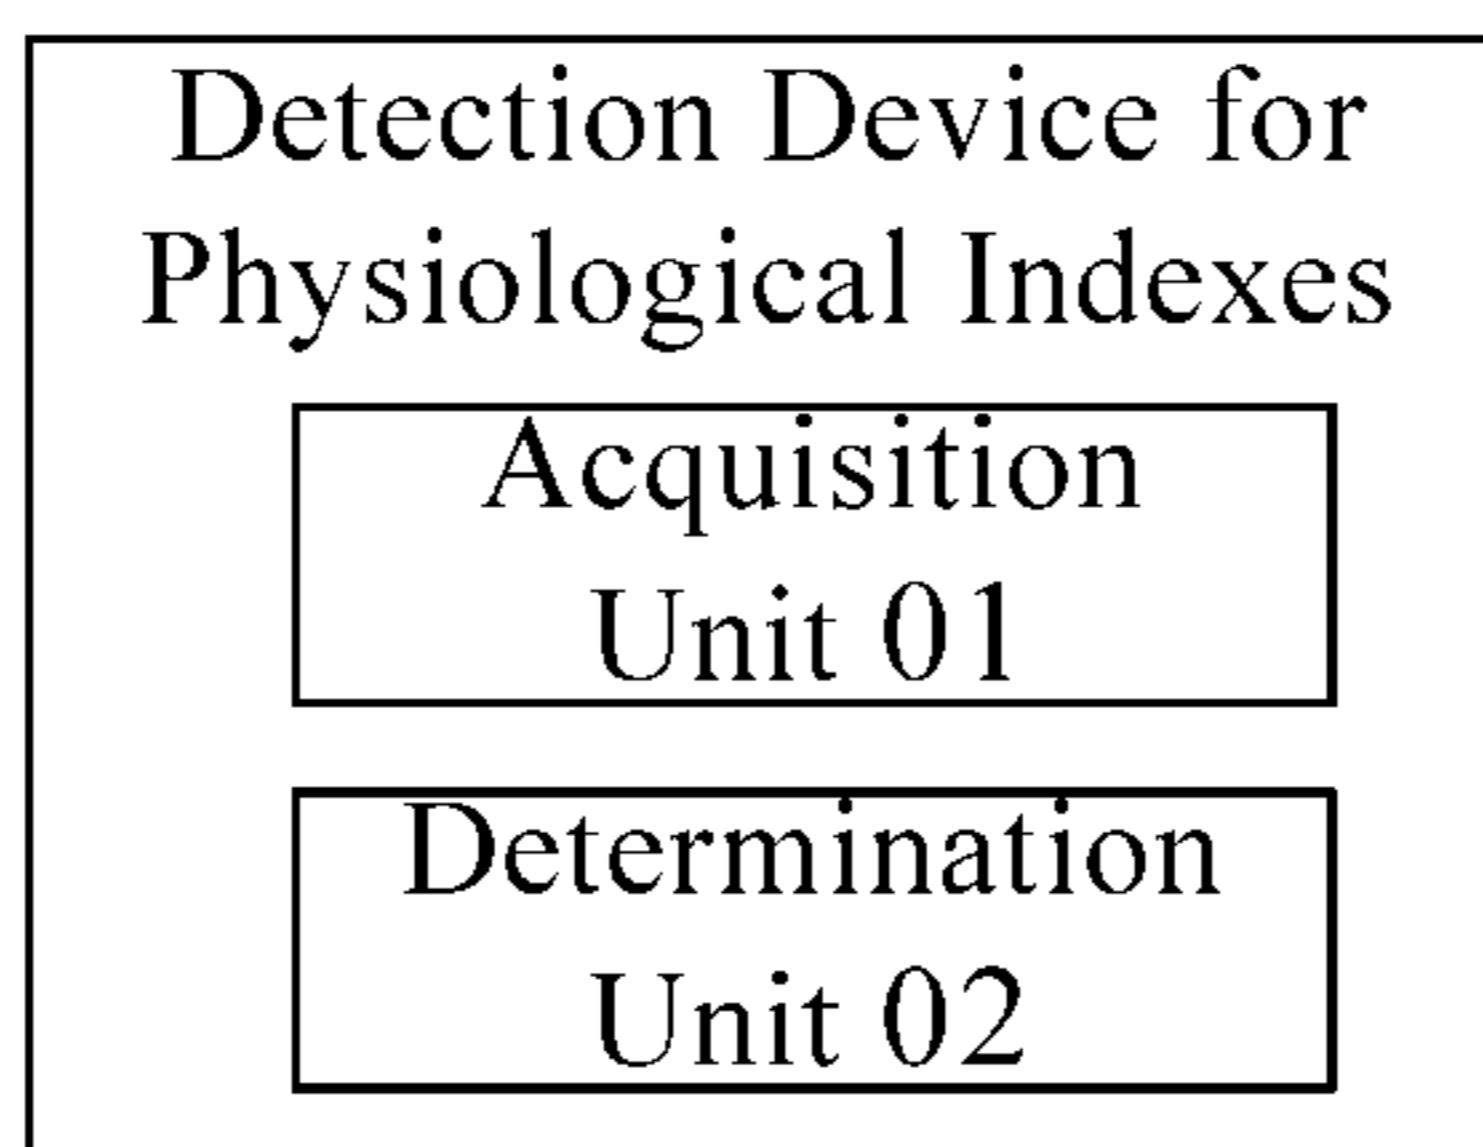 Detection Device for
Physiological Indexes
Acquisition
Unit 01
Determination
Unit 02